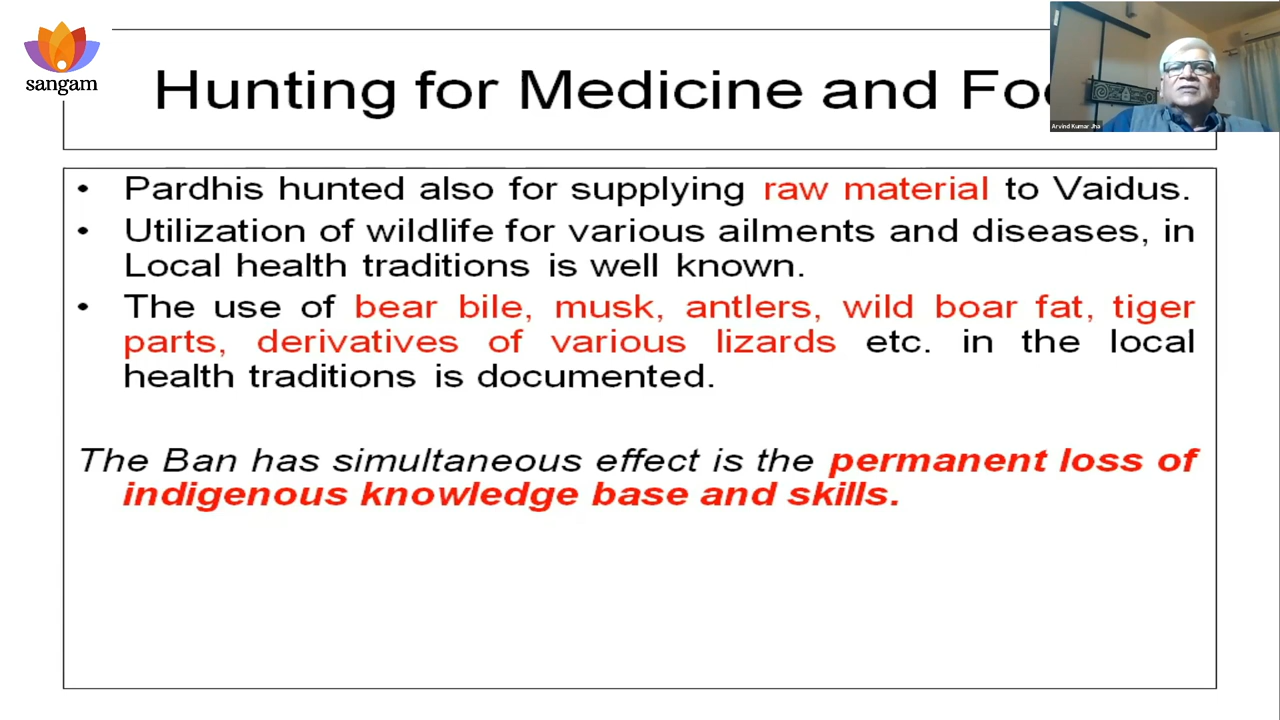 sangam
Hunting for Medicine and
Arvind Kumar Jha
• Pardhis hunted also for supplying raw material to Vaidus.
• Utilization of wildlife for various ailments and diseases, in
Local health traditions is well known.
• The use of bear bile, musk, antlers, wild boar fat, tiger
parts, derivatives of various lizards etc. in the local
health traditions is documented.
The Ban has simultaneous effect is the permanent loss of
indigenous knowledge base and skills.